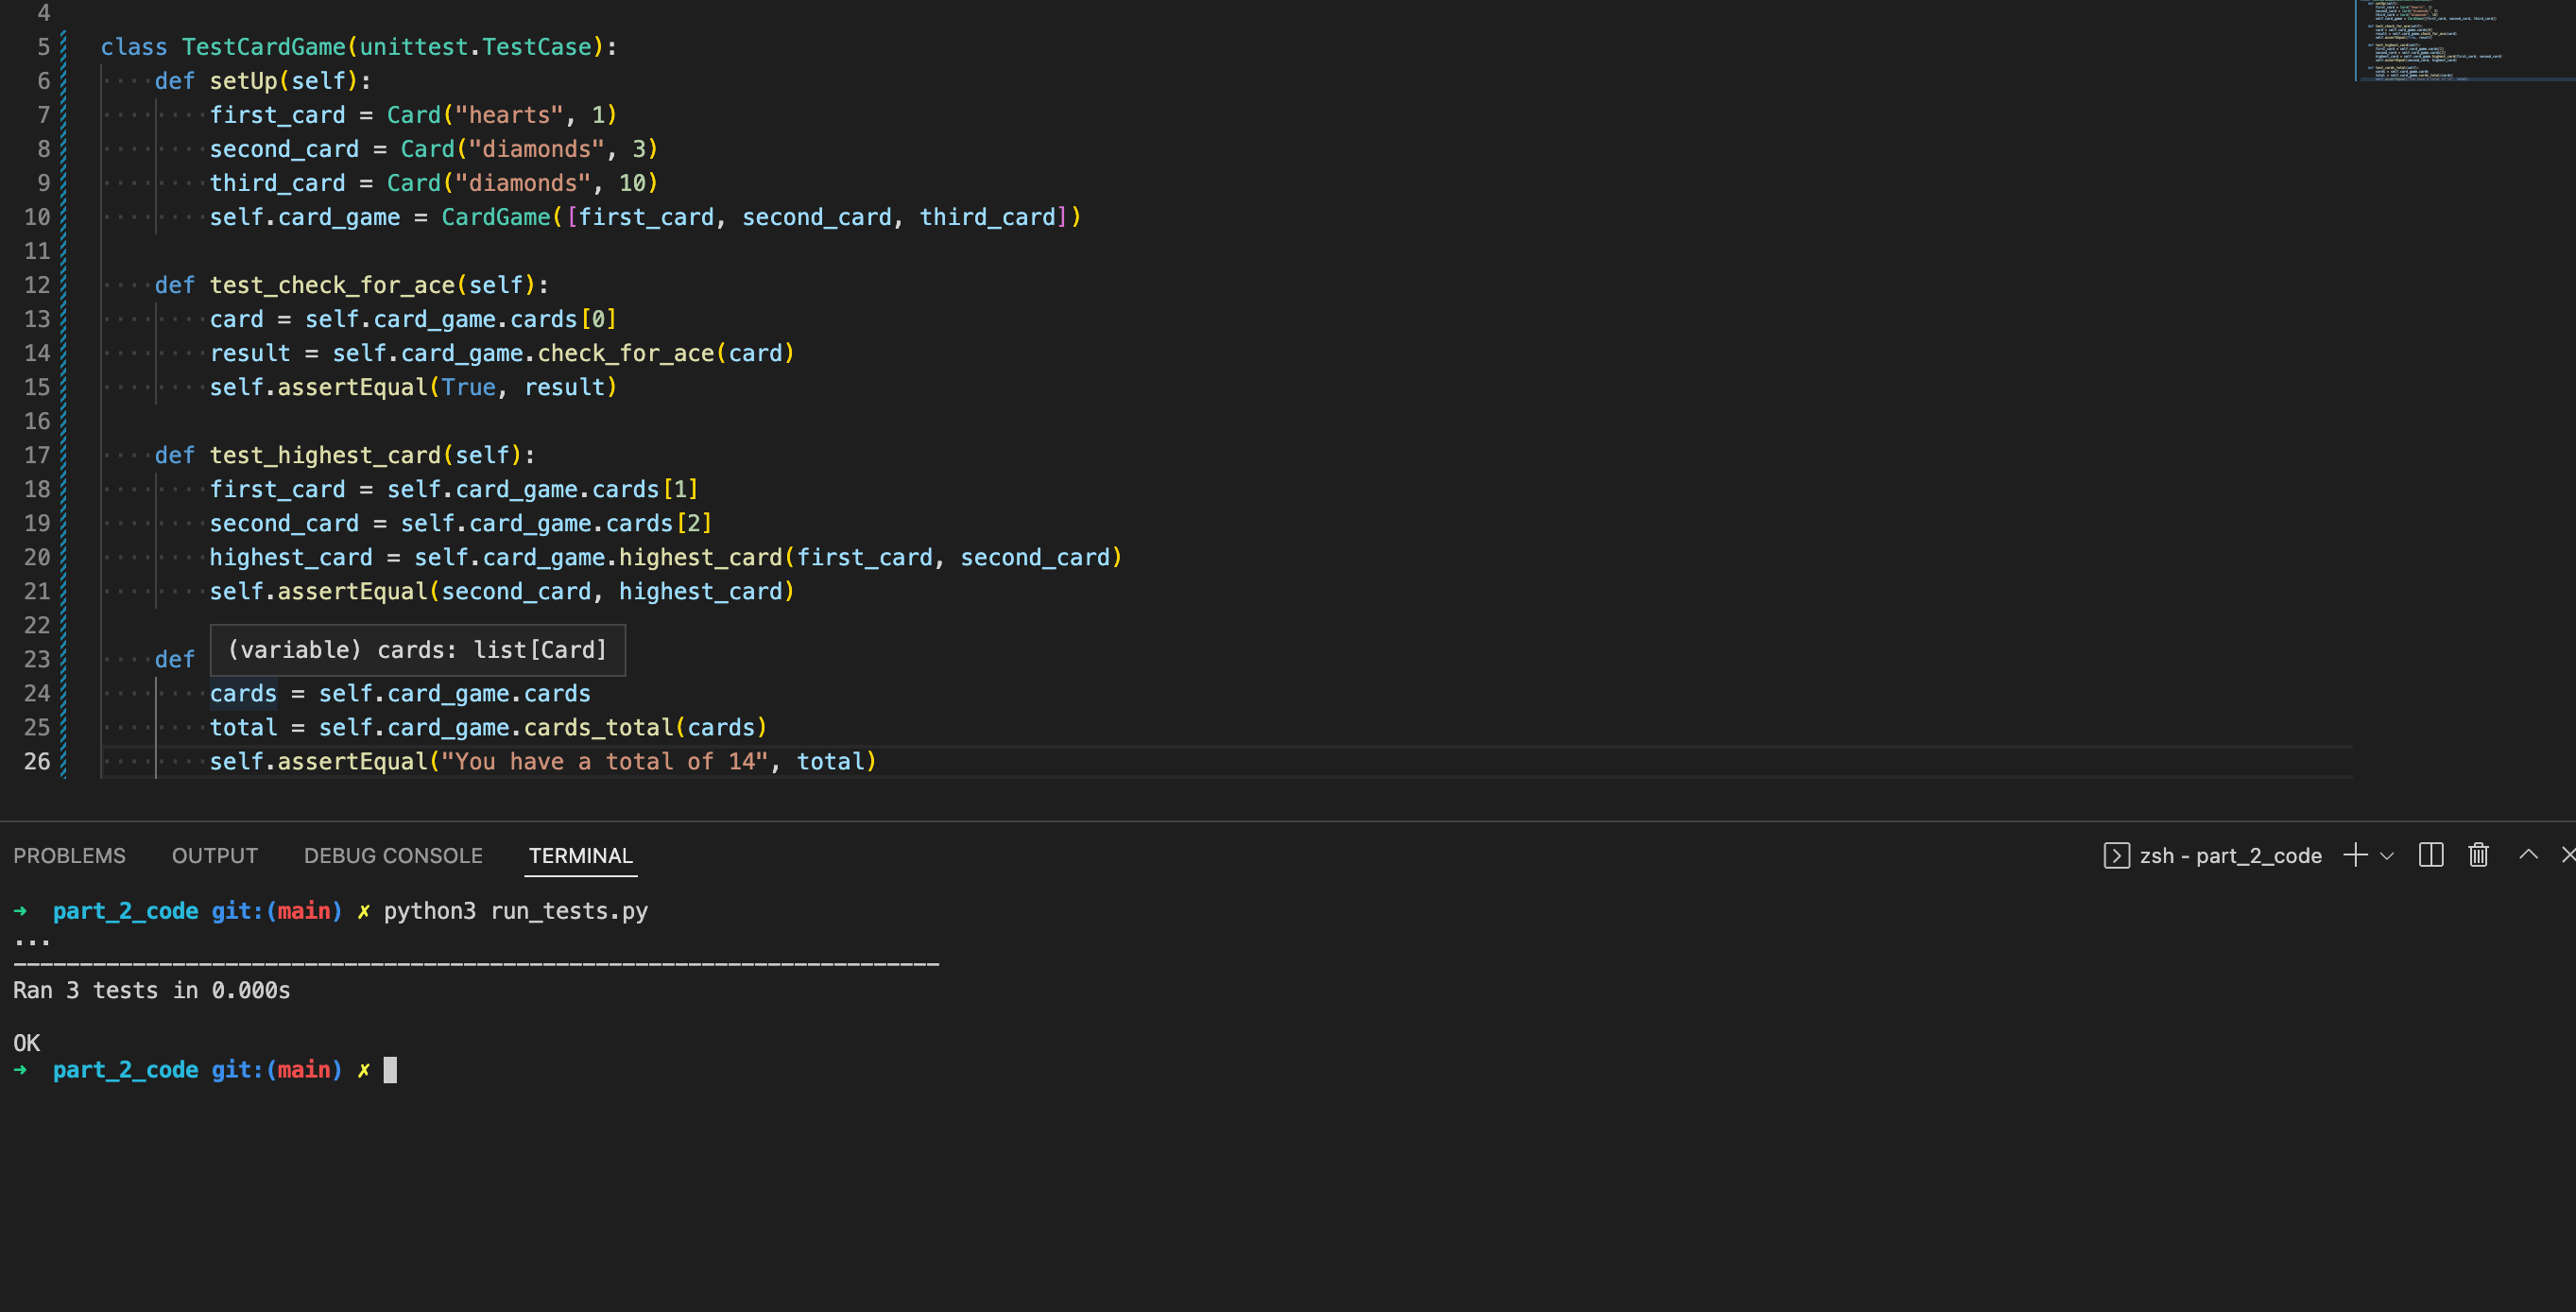 4
5 class TestCardGame(unittest.TestCase):
6 ····def setUp(self):
7 ········first_card = Card("hearts", 1)
8 ········second_card = Card("diamonds", 3)
9 ········third_card = Card("diamonds", 10)
10 ········self.card_game = CardGame([first_card, second_card, third_card])
11
12 ····def test_check_for_ace(self):
13 ········card = self.card_game.cards[0]
14 ········result = self.card_game.check_for_ace(card)
15 ········self.assertEqual(True, result)
16
17 ····def test_highest_card(self):
18 ········first_card = self.card_game.cards[1]
19 ········second_card = self.card_game.cards[2]
20 ········highest_card = self.card_game.highest_card(first_card, second_card)
21 ········self.assertEqual(second_card, highest_card)
22
(variable) cards: list[Card]
23 ····def
24 ········cards = self.card_game.cards
25 ········total = self.card_game.cards_total(cards)
26 ········self.assertEqual("You have a total of 14", total)
PROBLEMS OUTPUT DEBUG CONSOLE TERMINAL zsh - part_2_code
➜ part_2_code git:(main) ✗ python3 run_tests.py
...
----------------------------------------------------------------------
Ran 3 tests in 0.000s
OK
➜ part_2_code git:(main) ✗